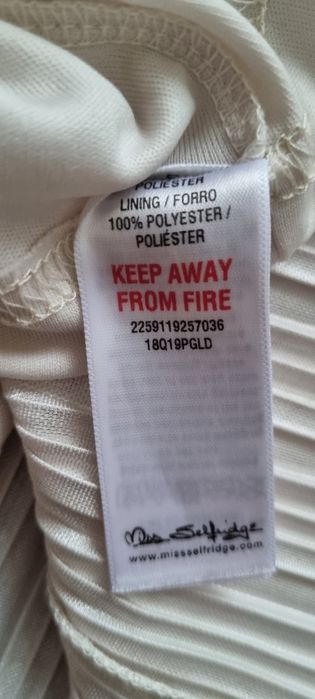 POLIESTER
LINING / FORRO
100% POLYESTER /
POLIÉSTER
KEEP AWAY
FROM FIRE
2259119257036
18Q19PGLD
Miss Selfridge
www.missselfridge.com